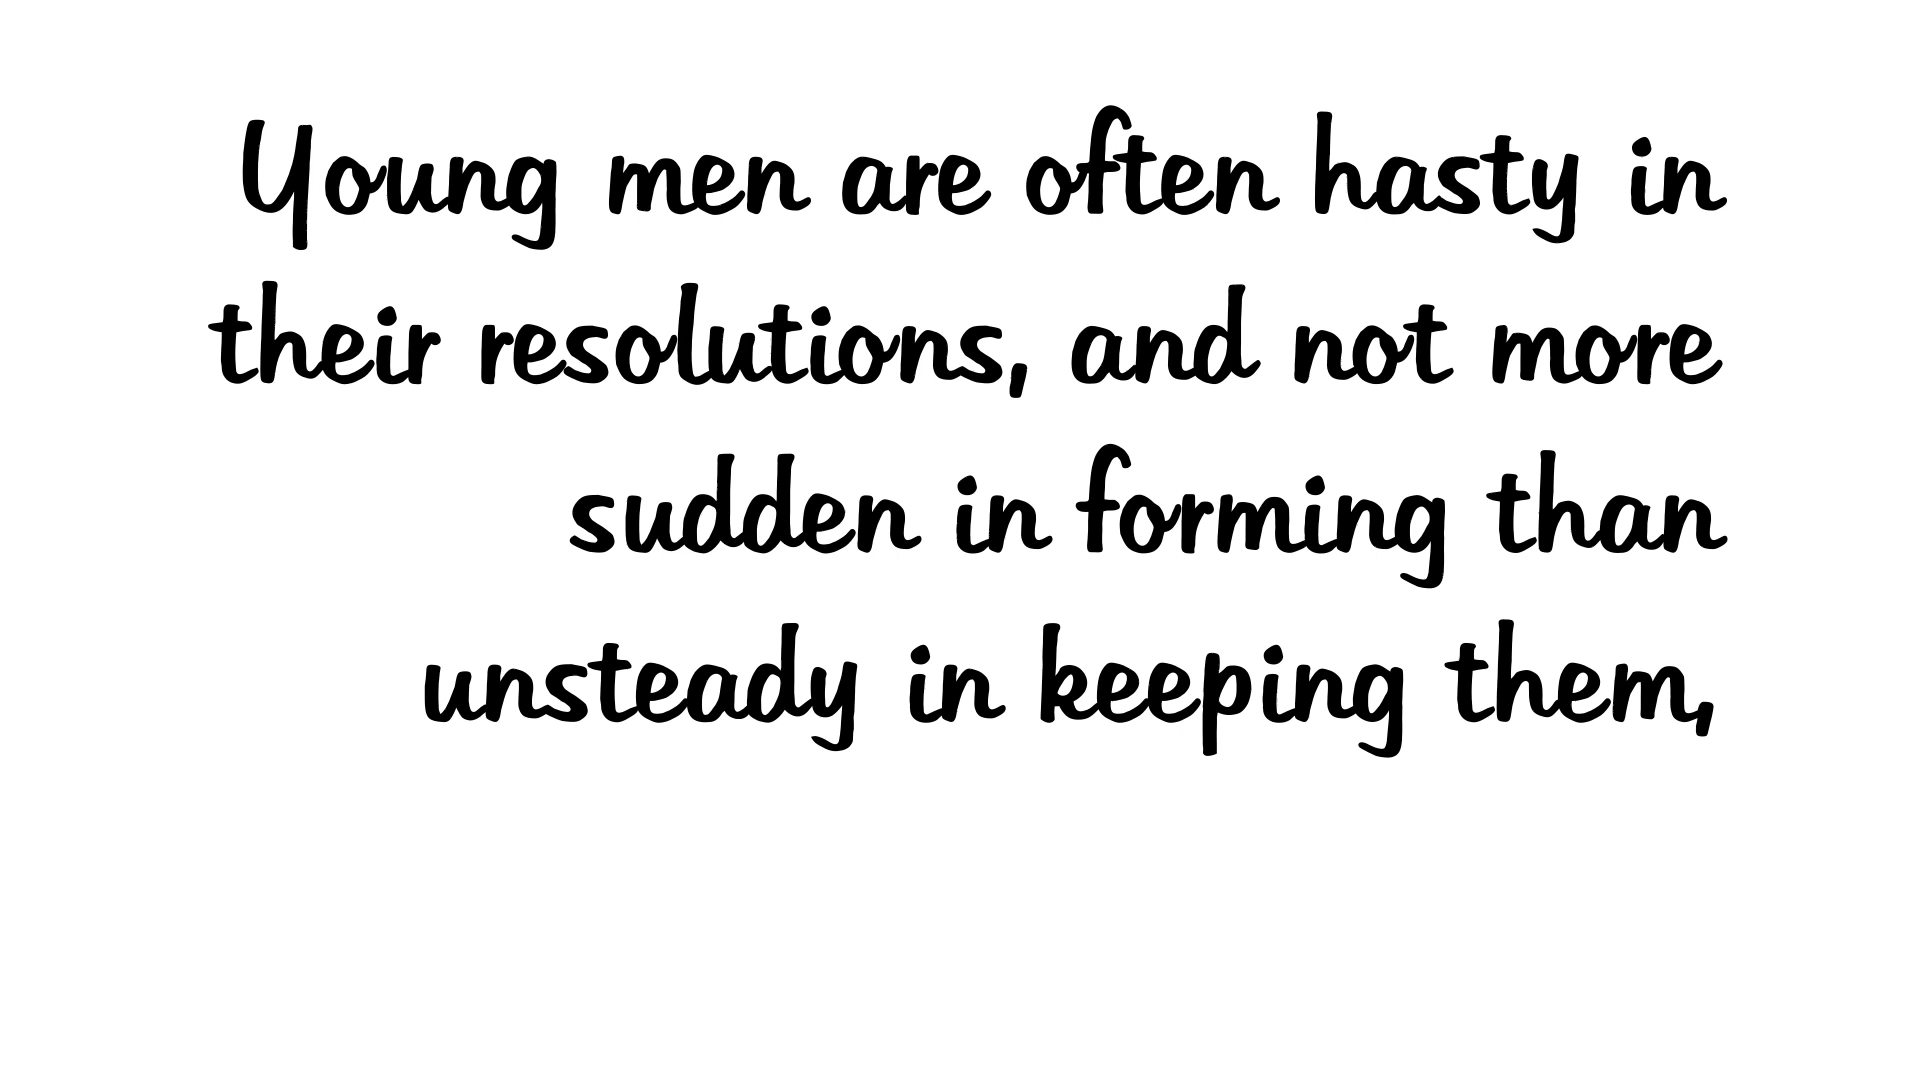 Young men are often hasty in
their resolutions, and not more
sudden in forming than
unsteady in keeping them,